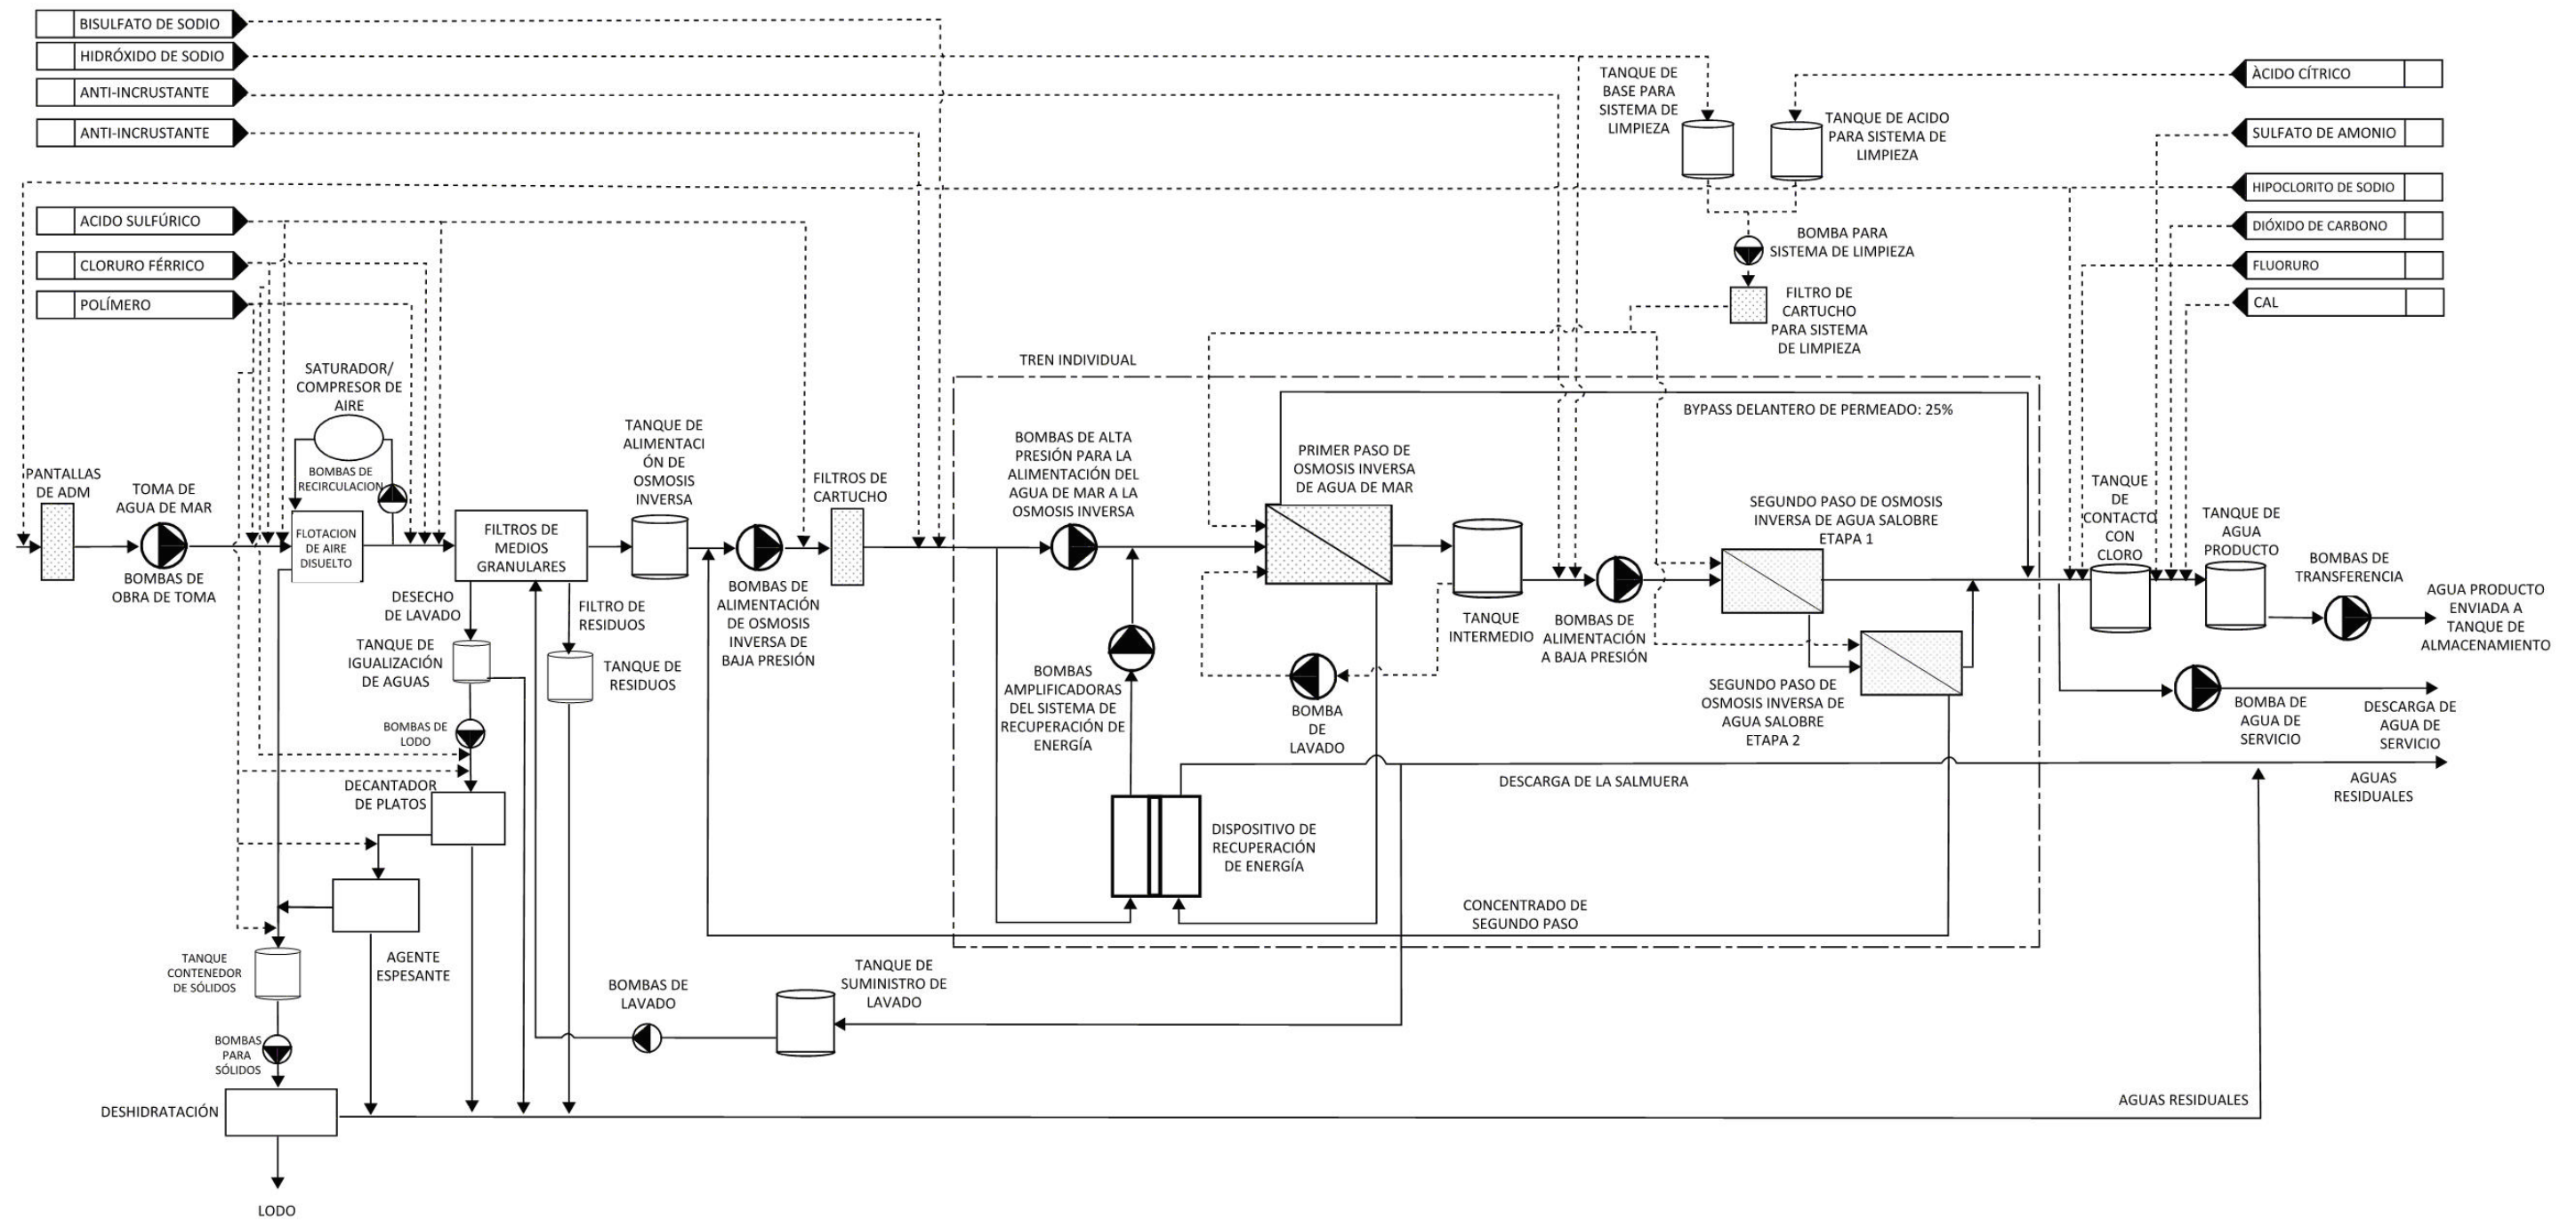 BISULFATO DE SODIO
HIDRÓXIDO DE SODIO
ANTI-INCRUSTANTE
ANTI-INCRUSTANTE
ACIDO SULFÚRICO
CLORURO FÉRRICO
POLÍMERO
TANQUE DE
BASE PARA
SISTEMA DE
LIMPIEZA
TANQUE DE ACIDO
PARA SISTEMA DE
LIMPIEZA
ÀCIDO CÍTRICO
SULFATO DE AMONIO
HIPOCLORITO DE SODIO
DIÓXIDO DE CARBONO
FLUORURO
CAL
BOMBA PARA
SISTEMA DE LIMPIEZA
FILTRO DE
CARTUCHO
PARA SISTEMA
DE LIMPIEZA
TREN INDIVIDUAL
BYPASS DELANTERO DE PERMEADO: 25%
PANTALLAS
DE ADM
TOMA DE
AGUA DE MAR
BOMBAS DE
OBRA DE TOMA
SATURADOR/
COMPRESOR DE
AIRE
BOMBAS DE
RECIRCULACION
FLOTACION
DE AIRE
DISUELTO
FILTROS DE
MEDIOS
GRANULARES
TANQUE DE
ALIMENTACI
ÓN DE
OSMOSIS
INVERSA
BOMBAS DE
ALIMENTACIÓN
DE OSMOSIS
INVERSA DE
BAJA PRESIÓN
FILTROS DE
CARTUCHO
BOMBAS DE ALTA
PRESIÓN PARA LA
ALIMENTACIÓN DEL
AGUA DE MAR A LA
OSMOSIS INVERSA
PRIMER PASO DE
OSMOSIS INVERSA
DE AGUA DE MAR
TANQUE
INTERMEDIO
BOMBAS DE
ALIMENTACIÓN
A BAJA PRESIÓN
SEGUNDO PASO DE OSMOSIS
INVERSA DE AGUA SALOBRE
ETAPA 1
SEGUNDO PASO DE
OSMOSIS INVERSA DE
AGUA SALOBRE
ETAPA 2
TANQUE
DE
CONTACTO
CON
CLORO
TANQUE DE
AGUA
PRODUCTO
BOMBAS DE
TRANSFERENCIA
AGUA PRODUCTO
ENVIADA A
TANQUE DE
ALMACENAMIENTO
BOMBA DE
AGUA DE
SERVICIO
DESCARGA DE
AGUA DE
SERVICIO
DESECHO
DE LAVADO
FILTRO DE
RESIDUOS
TANQUE DE
IGUALIZACIÓN
DE AGUAS
TANQUE DE
RESIDUOS
BOMBAS DE
LODO
DECANTADOR
DE PLATOS
BOMBAS
AMPLIFICADORAS
DEL SISTEMA DE
RECUPERACIÓN DE
ENERGÍA
BOMBA
DE
LAVADO
DESCARGA DE LA SALMUERA
AGUAS
RESIDUALES
DISPOSITIVO DE
RECUPERACIÓN
DE ENERGÍA
CONCENTRADO DE
SEGUNDO PASO
AGENTE
ESPESANTE
TANQUE
CONTENEDOR
DE SÓLIDOS
BOMBAS DE
LAVADO
TANQUE DE
SUMINISTRO DE
LAVADO
BOMBAS
PARA
SÓLIDOS
DESHIDRATACIÓN
AGUAS RESIDUALES
LODO